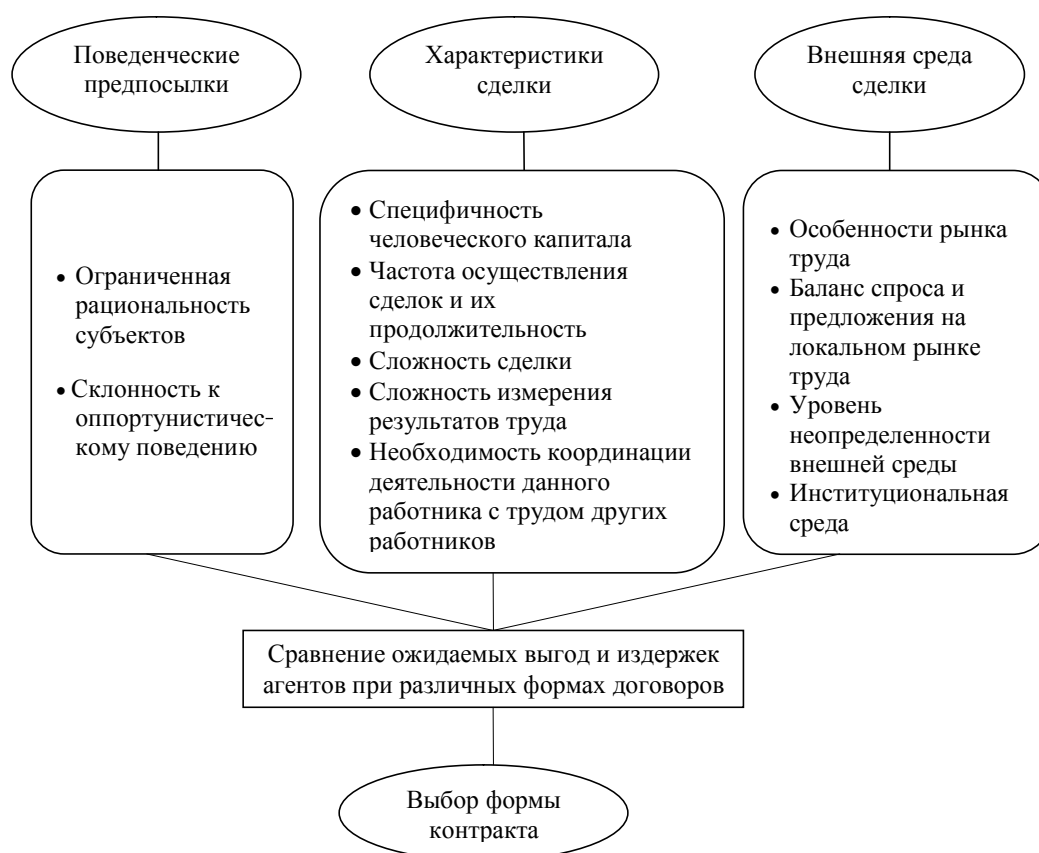 Поведенческие
предпосылки
Характеристики
сделки
Внешняя среда
сделки
• Ограниченная
рациональность
субъектов
• Склонность к
оппортунистичес-
кому поведению
• Специфичность
человеческого капитала
• Частота осуществления
сделок и их
продолжительность
• Сложность сделки
• Сложность измерения
результатов труда
• Необходимость координации
деятельности данного
работника с трудом других
работников
• Особенности рынка
труда
• Баланс спроса и
предложения на
локальном рынке
труда
• Уровень
неопределенности
внешней среды
• Институциональная
среда
Сравнение ожидаемых выгод и издержек
агентов при различных формах договоров
Выбор формы
контракта